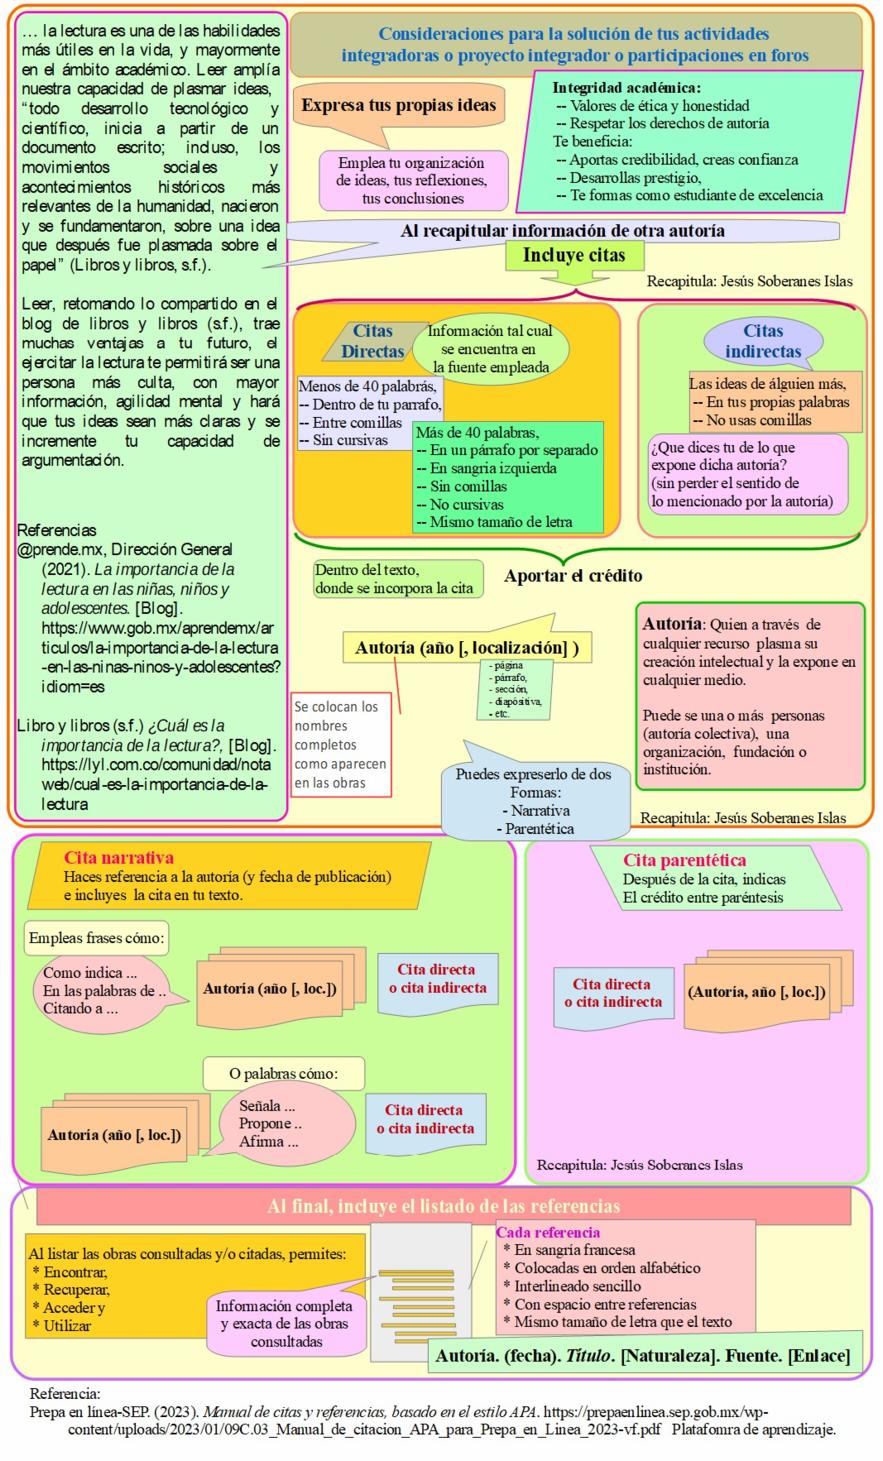 … la lectura es una de las habilidades
más útiles en la vida, y mayormente
en el ámbito académico. Leer amplía
nuestra capacidad de plasmar ideas,
“todo desarrollo tecnológico y
científico, inicia a partir de un
documento escrito; incluso, los
movimientos sociales y
acontecimientos históricos más
relevantes de la humanidad, nacieron
y se fundamentaron, sobre una idea
que después fue plasmada sobre el
papel” (Libros y libros, s.f.).
Leer, retomando lo compartido en el
blog de libros y libros (s.f.), trae
muchas ventajas a tu futuro, el
ejercitar la lectura te permitirá ser una
persona más culta, con mayor
información, agilidad mental y hará
que tus ideas sean más claras y se
incremente tu capacidad de
argumentación.
Referencias
@prende.mx, Dirección General
(2021). La importancia de la
lectura en las niñas, niños y
adolescentes. [Blog].
https://www.gob.mx/aprendemx/ar
ticulos/la-importancia-de-la-lectura
-en-las-ninas-ninos-y-adolescentes?
idiom=es
Libro y libros (s.f.) ¿Cuál es la
importancia de la lectura?, [Blog].
https://lyl.com.co/comunidad/nota
web/cual-es-la-importancia-de-la-
lectura
Consideraciones para la solución de tus actividades
integradoras o proyecto integrador o participaciones en foros
Expresa tus propias ideas
Emplea tu organización
de ideas, tus reflexiones,
tus conclusiones
Integridad académica:
-- Valores de ética y honestidad
-- Respetar los derechos de autoría
Te beneficia:
-- Aportas credibilidad, creas confianza
-- Desarrollas prestigio,
-- Te formas como estudiante de excelencia
Al recapitular información de otra autoría
Incluye citas
Recapitula: Jesús Soberanes Islas
Citas
Directas
Información tal cual
se encuentra en
la fuente empleada
Menos de 40 palabrás,
-- Dentro de tu parrafo,
-- Entre comillas
-- Sin cursivas
Más de 40 palabras,
-- En un párrafo por separado
-- En sangria izquierda
-- Sin comillas
-- No cursivas
-- Mismo tamaño de letra
Citas
indirectas
Las ideas de álguien más,
-- En tus propias palabras
-- No usas comillas
¿Que dices tu de lo que
expone dicha autoría?
(sin perder el sentido de
lo mencionado por la autoría)
Dentro del texto,
donde se incorpora la cita
Aportar el crédito
Autoría (año [, localización] )
- página
- párrafo,
- sección,
- diapósitiva,
- etc.
Se colocan los
nombres
completos
como aparecen
en las obras
Puedes expreserlo de dos
Formas:
- Narrativa
- Parentética
Autoría: Quien a través de
cualquier recurso plasma su
creación intelectual y la expone en
cualquier medio.
Puede se una o más personas
(autoría colectiva), una
organización, fundación o
institución.
Recapitula: Jesús Soberanes Islas
Cita narrativa
Haces referencia a la autoría (y fecha de publicación)
e incluyes la cita en tu texto.
Empleas frases cómo:
Como indica ...
En las palabras de ..
Citando a ...
Autoría (año [, loc.])
Cita directa
o cita indirecta
O palabras cómo:
Autoría (año [, loc.])
Señala ...
Propone ..
Afirma ...
Cita directa
o cita indirecta
Cita parentética
Después de la cita, indicas
El crédito entre paréntesis
Cita directa
o cita indirecta
(Autoría, año [, loc.])
Recapitula: Jesús Soberanes Islas
Al final, incluye el listado de las referencias
Al listar las obras consultadas y/o citadas, permites:
* Encontrar,
* Recuperar,
* Acceder y
* Utilizar
Información completa
y exacta de las obras
consultadas
Cada referencia
* En sangría francesa
* Colocadas en orden alfabético
* Interlineado sencillo
* Con espacio entre referencias
* Mismo tamaño de letra que el texto
Autoría. (fecha). Título. [Naturaleza]. Fuente. [Enlace]
Referencia:
Prepa en línea-SEP. (2023). Manual de citas y referencias, basado en el estilo APA. https://prepaenlinea.sep.gob.mx/wp-
content/uploads/2023/01/09C.03_Manual_de_citacion_APA_para_Prepa_en_Linea_2023-vf.pdf Platafomra de aprendizaje.